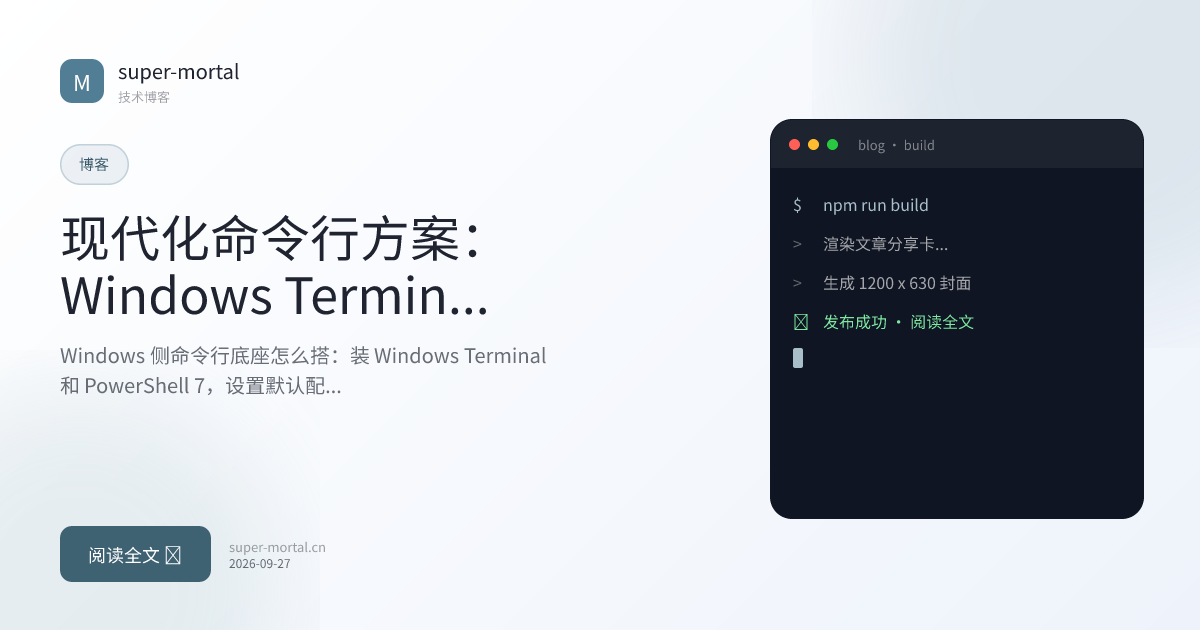 M
super-mortal
技术博客
博客
现代化命令行方案：
Windows Termin...
Windows 侧命令行底座怎么搭：装 Windows Terminal
和 PowerShell 7，设置默认配...
阅读全文
super-mortal.cn
2026-09-27
blog · build
$ npm run build
> 渲染文章分享卡...
> 生成 1200 x 630 封面
发布成功 · 阅读全文